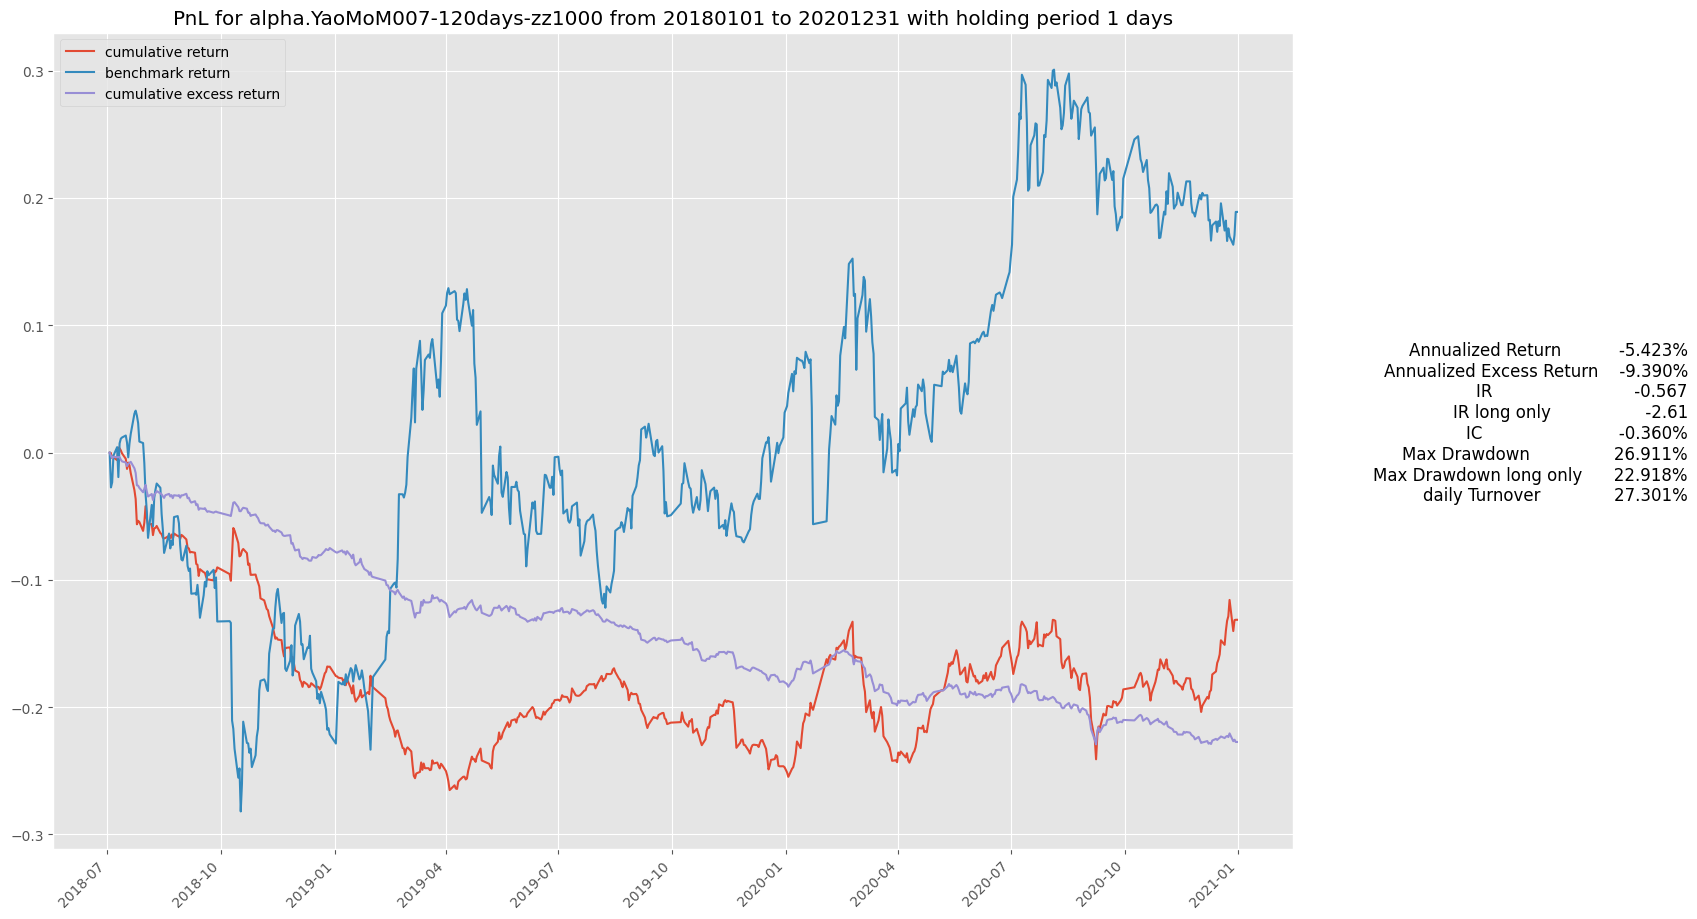 PnL for alpha.YaoMoM007-120days-zz1000 from 20180101 to 20201231 with holding period 1 days
cumulative return
benchmark return
cumulative excess return
0.3
0.2
0.1
0.0
−0.1
−0.2
−0.3
2018-07
2018-10
2019-01
2019-04
2019-07
2019-10
2020-01
2020-04
2020-07
2020-10
2021-01
Annualized Return -5.423%
Annualized Excess Return -9.390%
IR -0.567
IR long only -2.61
IC -0.360%
Max Drawdown 26.911%
Max Drawdown long only 22.918%
daily Turnover 27.301%